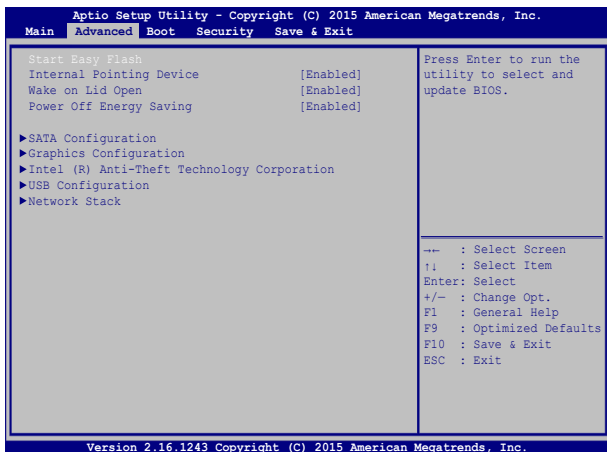 Aptio Setup Utility - Copyright (C) 2015 American Megatrends, Inc.
Main Advanced Boot Security Save & Exit
Start Easy Flash
Internal Pointing Device [Enabled]
Wake on Lid Open [Enabled]
Power Off Energy Saving [Enabled]
▶SATA Configuration
▶Graphics Configuration
▶Intel (R) Anti-Theft Technology Corporation
▶USB Configuration
▶Network Stack
Press Enter to run the
utility to select and
update BIOS.
→← : Select Screen
↑↓ : Select Item
Enter: Select
+/— : Change Opt.
F1 : General Help
F9 : Optimized Defaults
F10 : Save & Exit
ESC : Exit
Version 2.16.1243 Copyright (C) 2015 American Megatrends, Inc.